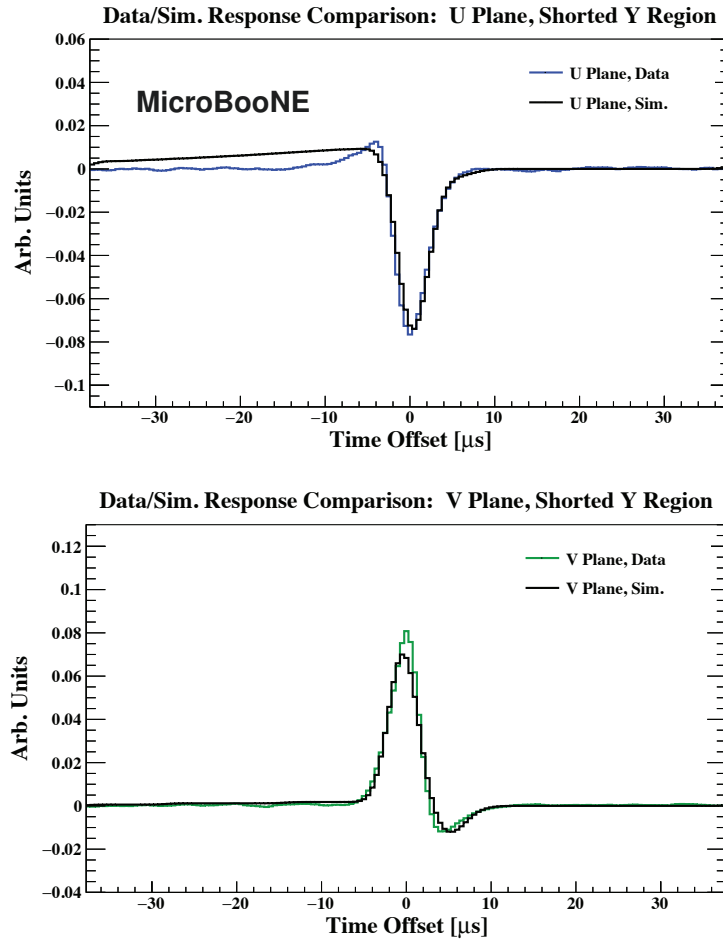 Data/Sim. Response Comparison: U Plane, Shorted Y Region
0.06
0.04
0.02
0
−0.02
−0.04
−0.06
−0.08
−0.1
Arb. Units
MicroBooNE
U Plane, Data
U Plane, Sim.
−30 −20 −10 0 10 20 30
Time Offset [μs]
Data/Sim. Response Comparison: V Plane, Shorted Y Region
0.12
0.1
0.08
0.06
0.04
0.02
0
−0.02
−0.04
Arb. Units
V Plane, Data
V Plane, Sim.
−30 −20 −10 0 10 20 30
Time Offset [μs]